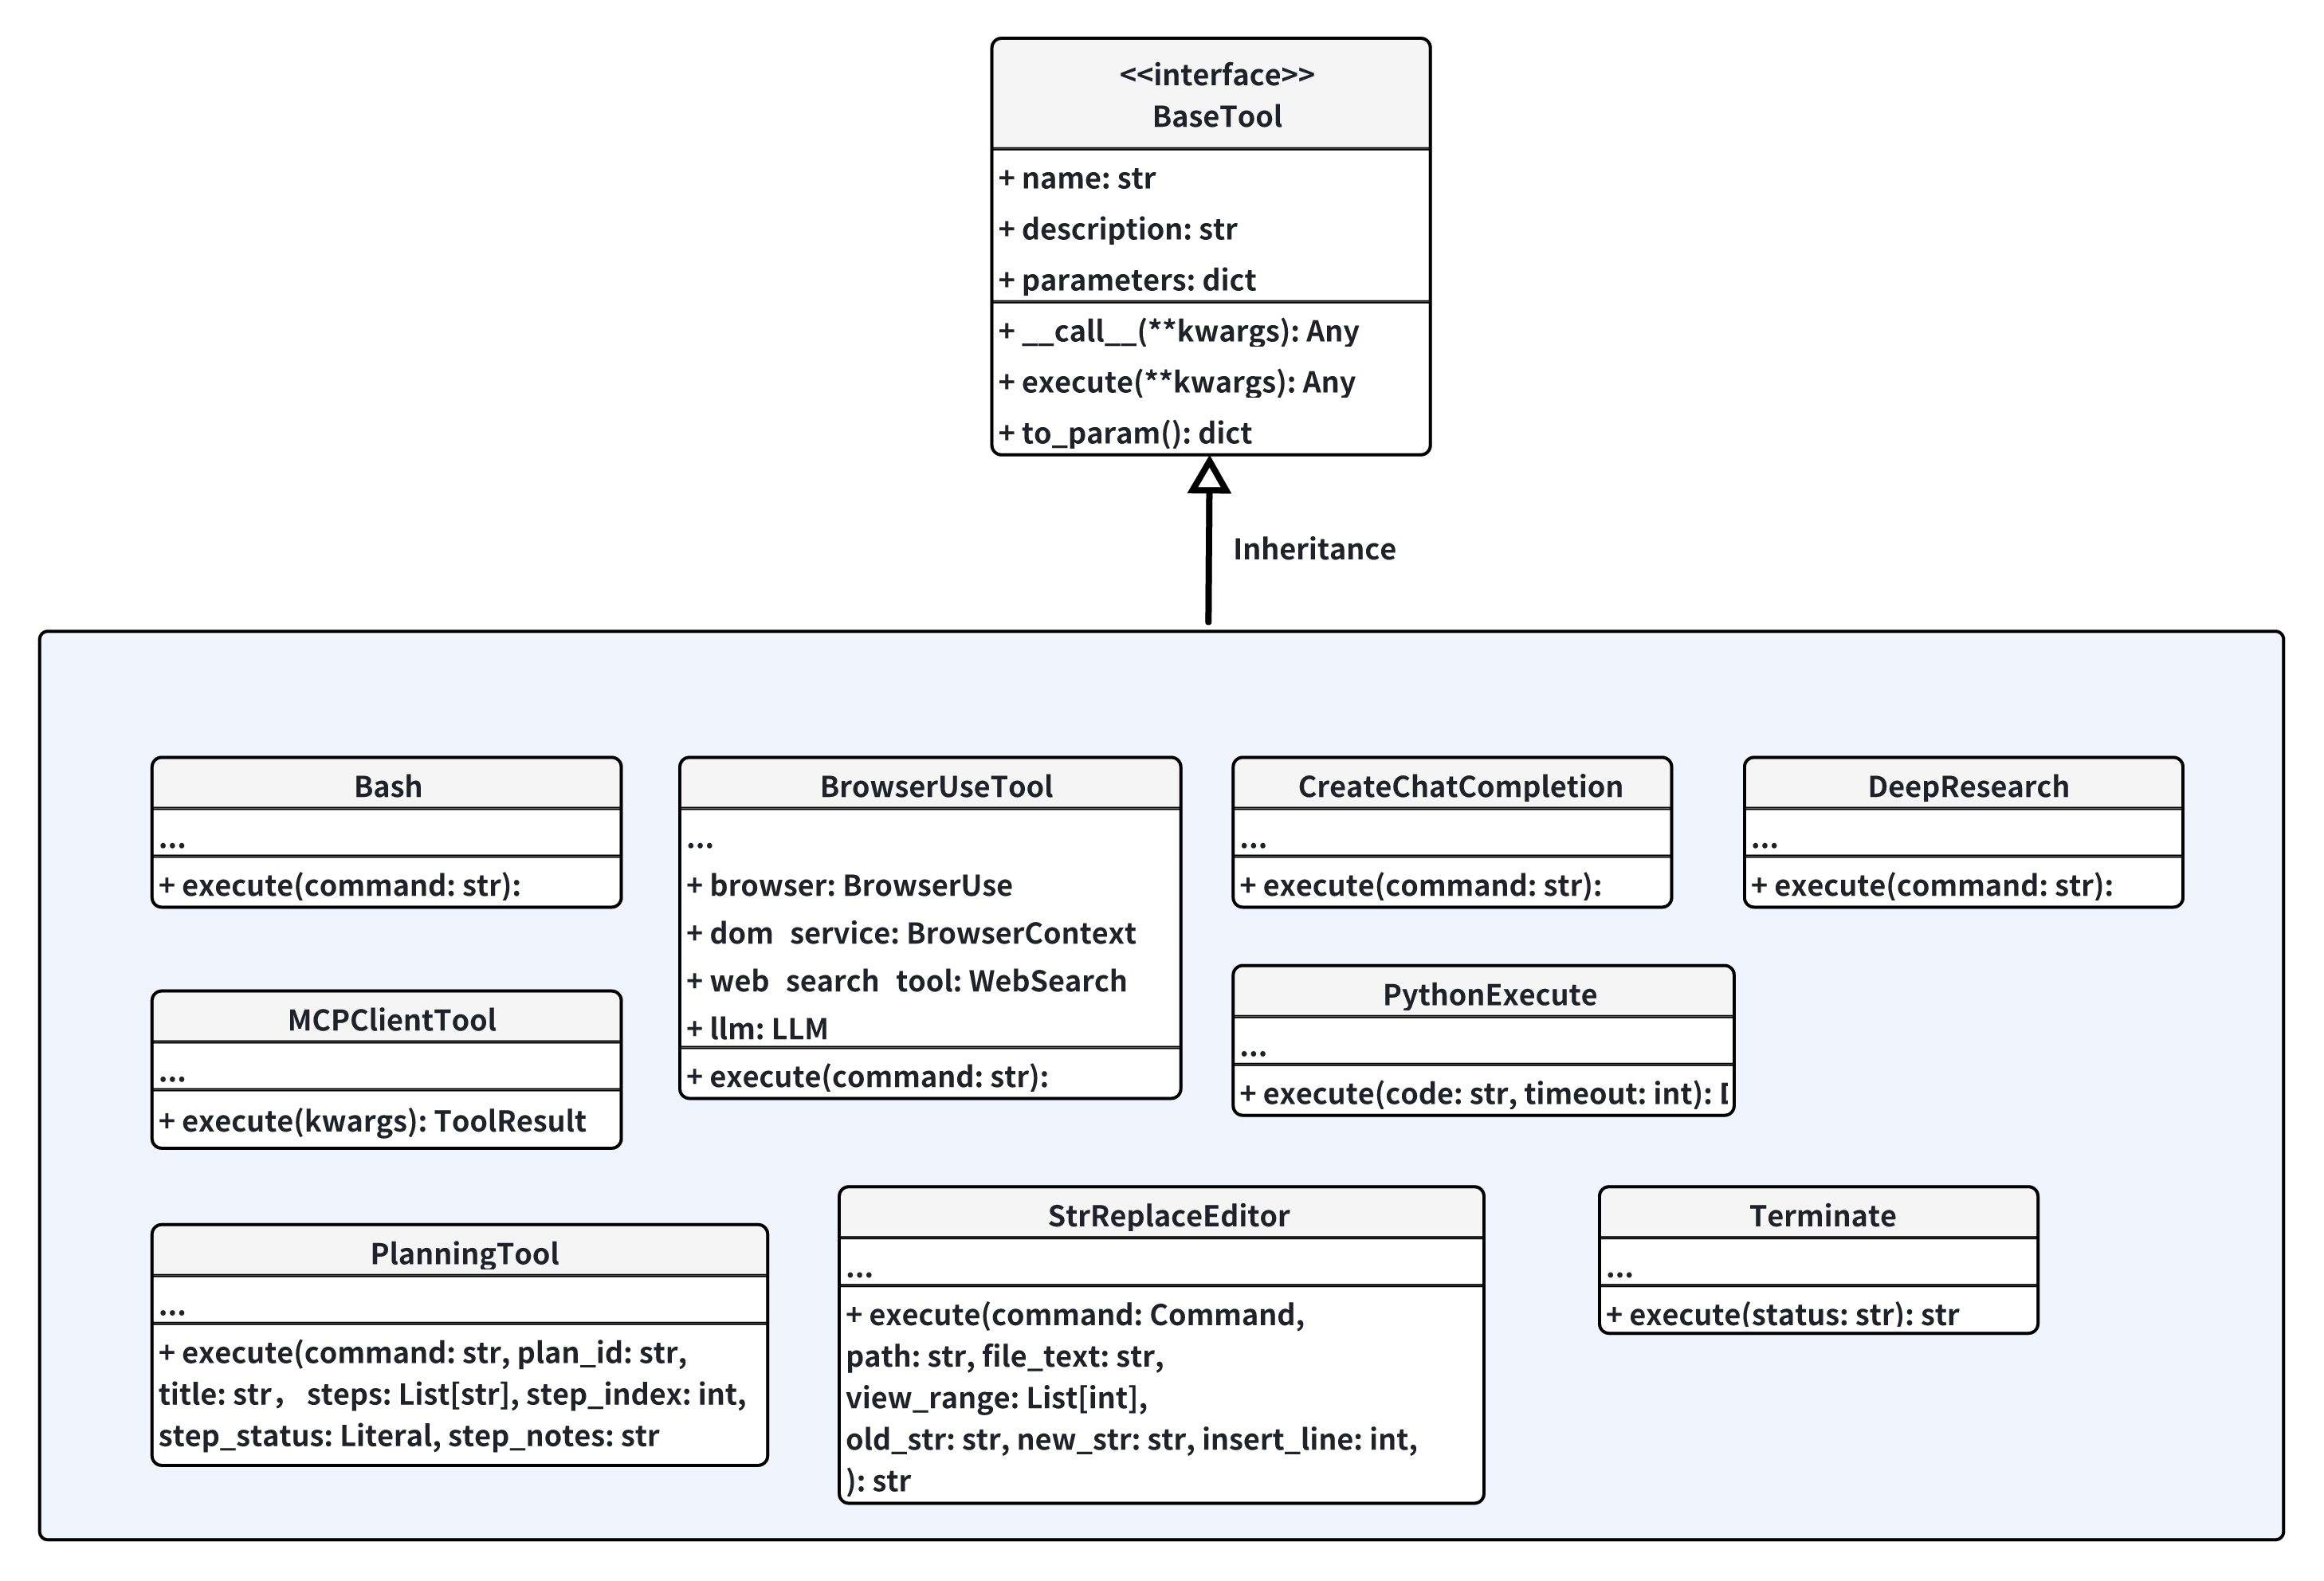 <<interface>>
BaseTool
+ name: str
+ description: str
+ parameters: dict
+ __call__(**kwargs): Any
+ execute(**kwargs): Any
+ to_param(): dict
Inheritance
Bash
...
+ execute(command: str):
BrowserUseTool
...
+ browser: BrowserUse
+ dom  service: BrowserContext
+ web  search  tool: WebSearch
+ llm: LLM
+ execute(command: str):
CreateChatCompletion
...
+ execute(command: str):
DeepResearch
...
+ execute(command: str):
MCPClientTool
...
+ execute(kwargs): ToolResult
PythonExecute
...
+ execute(code: str, timeout: int):
PlanningTool
...
+ execute(command: str, plan_id: str,
title: str,   steps: List[str], step_index: int,
step_status: Literal, step_notes: str
StrReplaceEditor
...
+ execute(command: Command,
path: str, file_text: str,
view_range: List[int],
old_str: str, new_str: str, insert_line: int,
): str
Terminate
...
+ execute(status: str): str